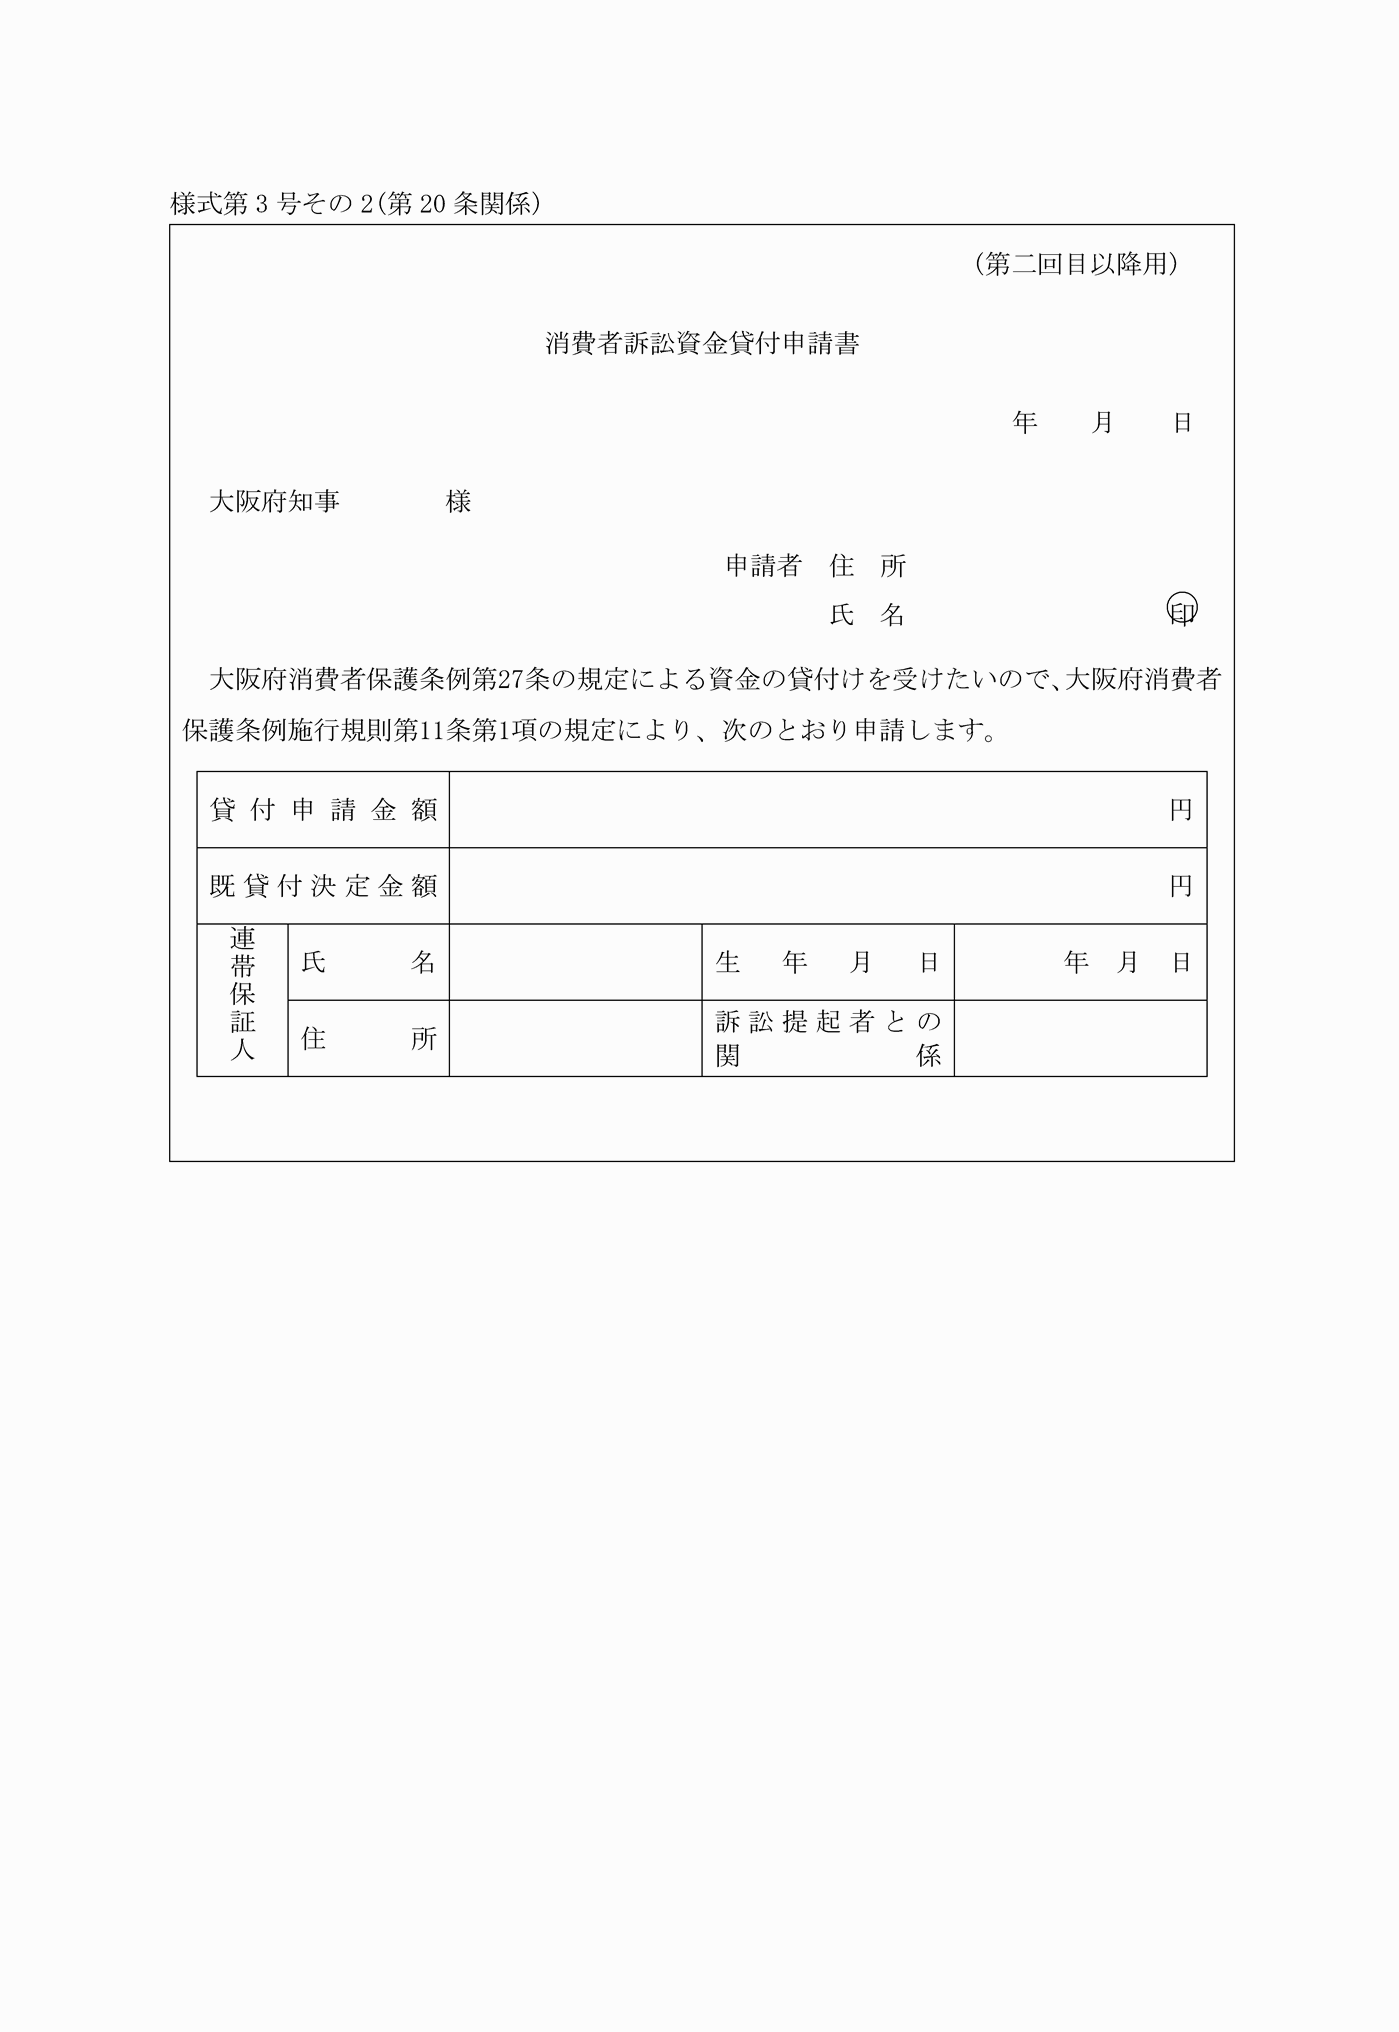 様式第 3 号その 2(第 20 条関係)
(第二回目以降用)
消費者訴訟資金貸付申請書
年　　月　　日
大阪府知事　　　　様
申請者　住　所
氏　名　　　　　　　　　　印
大阪府消費者保護条例第27条の規定による資金の貸付けを受けたいので、大阪府消費者
保護条例施行規則第11条第1項の規定により、次のとおり申請します。
貸付申請金額　　円
既貸付決定金額　　円
連帯保証人
氏名　　生年月日　　年　月　日
住所　　訴訟提起者との
関係